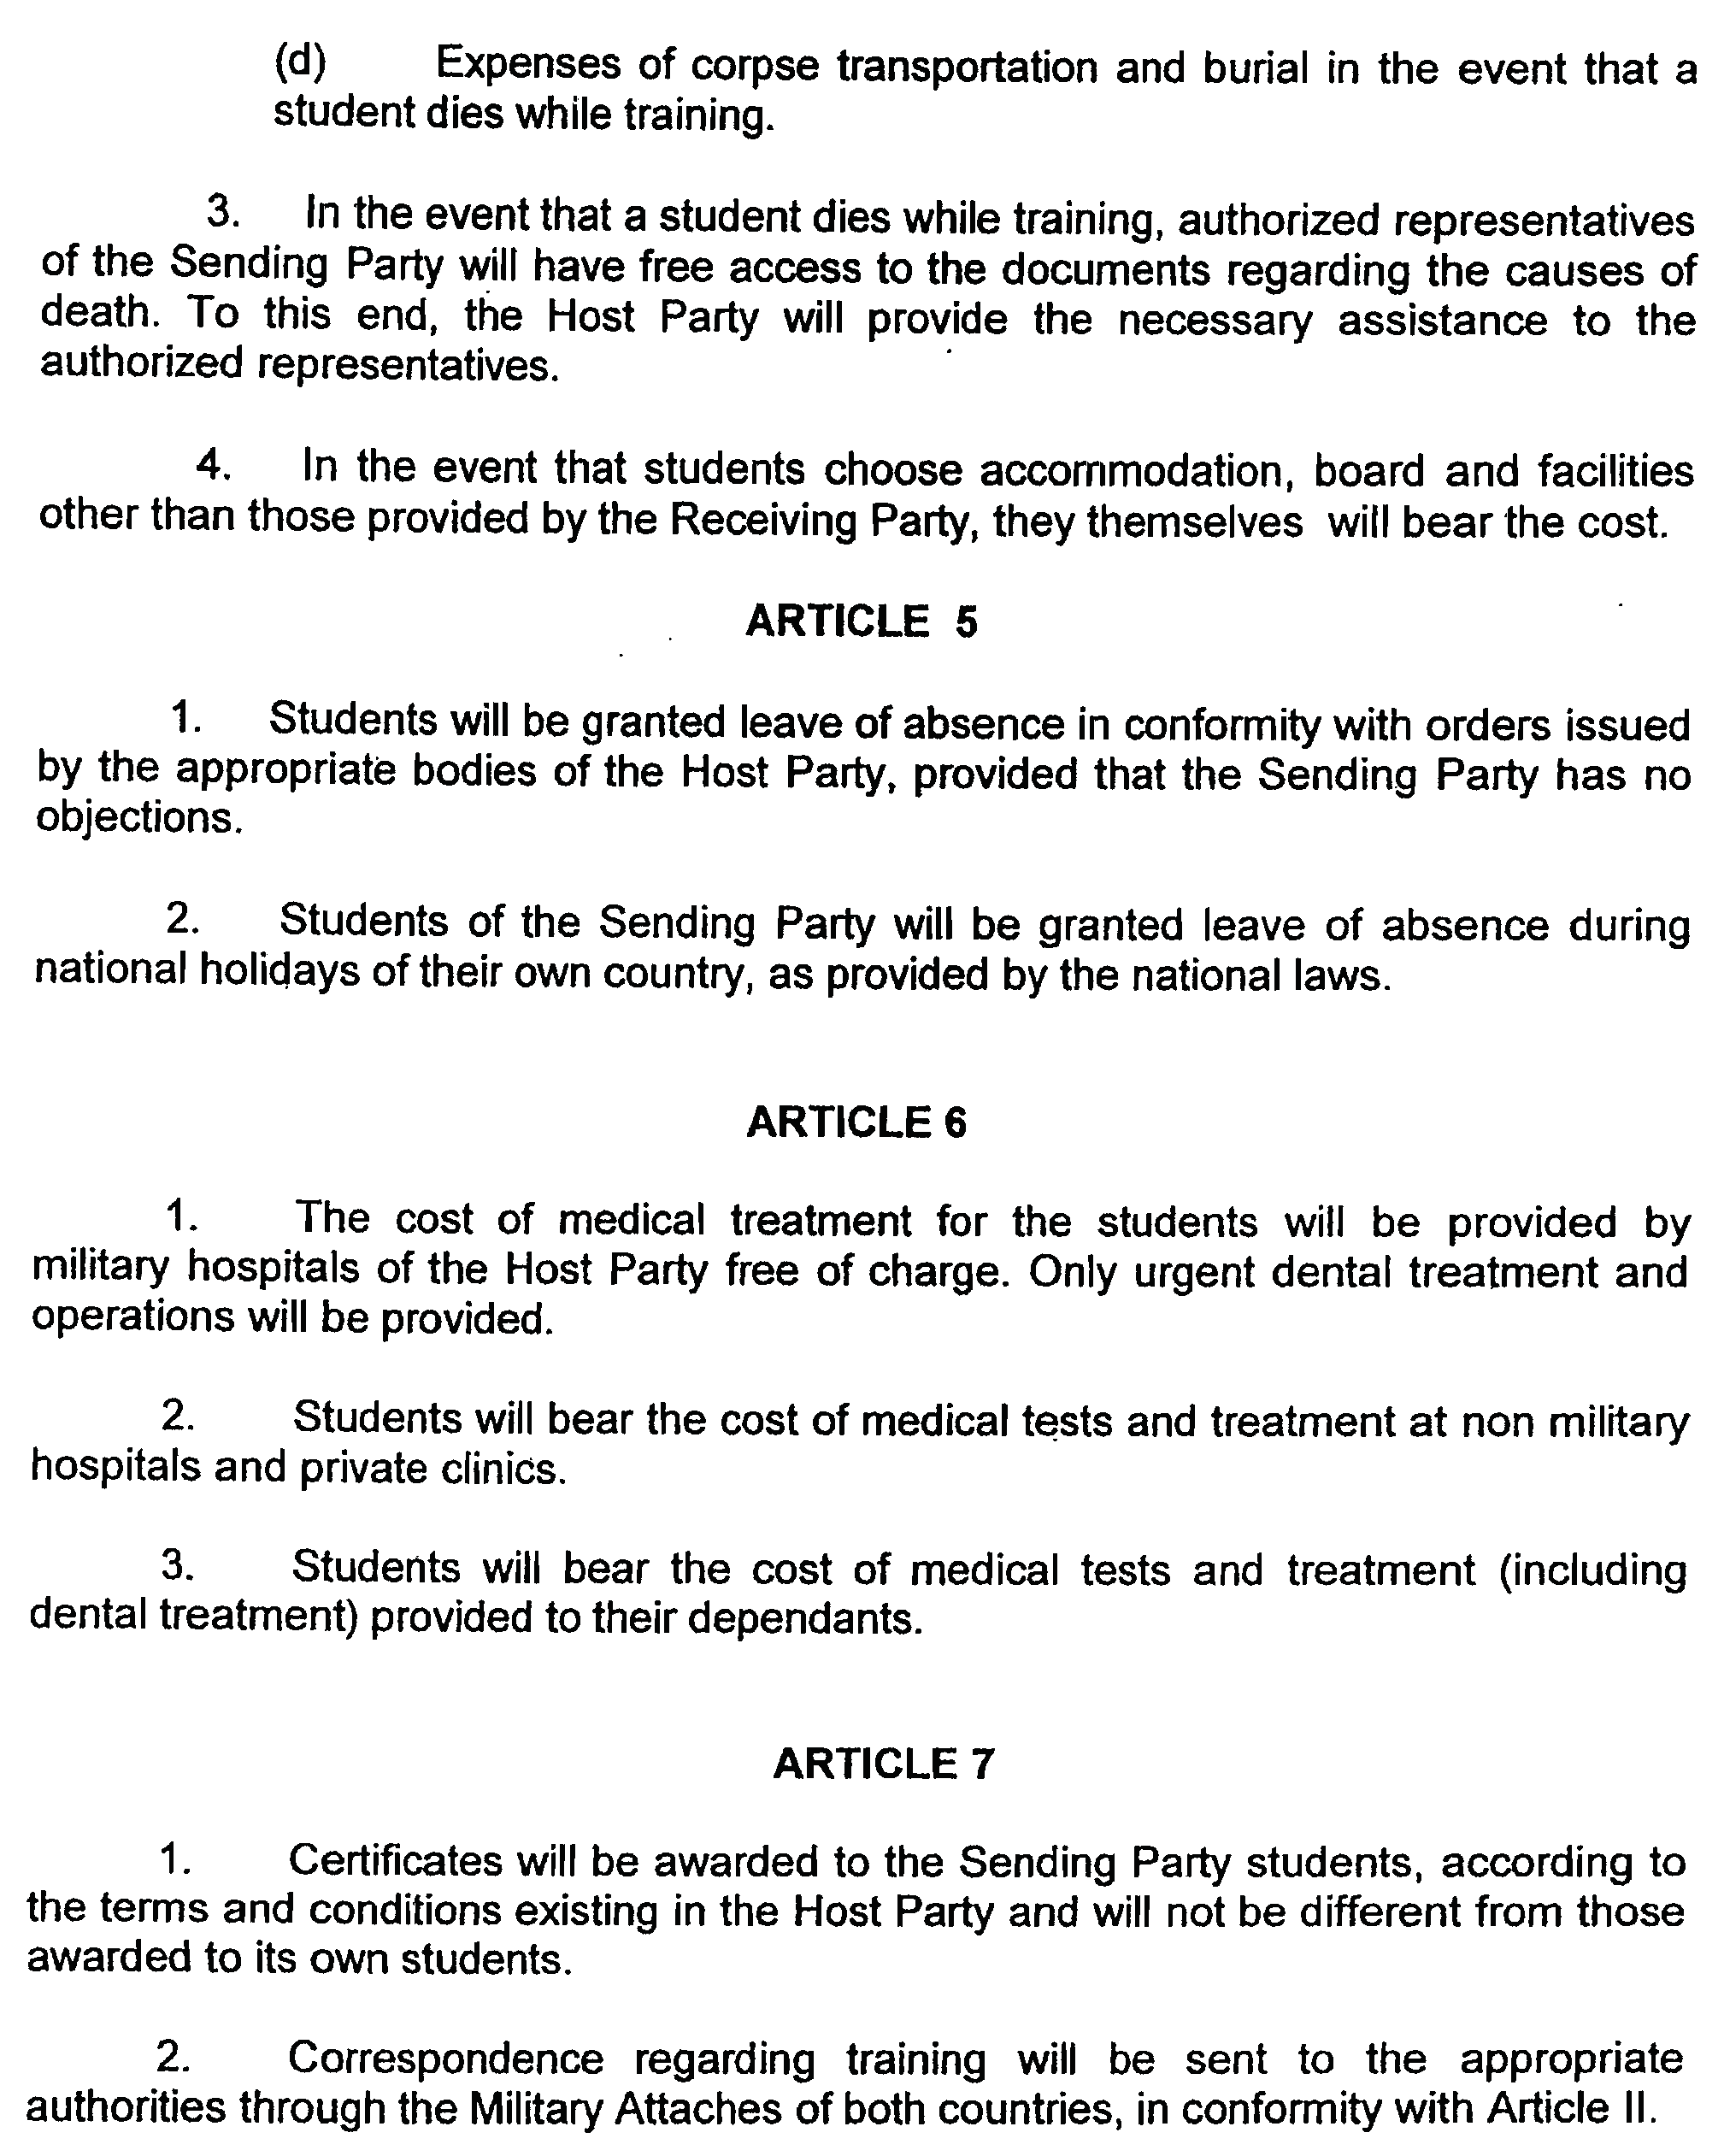 (d) Expenses of corpse transportation and burial in the event that a
student dies while training.
3. In the event that a student dies while training, authorized representatives
of the Sending Party will have free access to the documents regarding the causes of
death. To this end, the Host Party will provide the necessary assistance to the
authorized representatives.
4. In the event that students choose accommodation, board and facilities
other than those provided by the Receiving Party, they themselves will bear the cost.
ARTICLE 5
1. Students will be granted leave of absence in conformity with orders issued
by the appropriate bodies of the Host Party, provided that the Sending Party has no
objections.
2. Students of the Sending Party will be granted leave of absence during
national holidays of their own country, as provided by the national laws.
ARTICLE 6
1. The cost of medical treatment for the students will be provided by
military hospitals of the Host Party free of charge. Only urgent dental treatment and
operations will be provided.
2. Students will bear the cost of medical tests and treatment at non military
hospitals and private clinics.
3. Students will bear the cost of medical tests and treatment (including
dental treatment) provided to their dependants.
ARTICLE 7
1. Certificates will be awarded to the Sending Party students, according to
the terms and conditions existing in the Host Party and will not be different from those
awarded to its own students.
2. Correspondence regarding training will be sent to the appropriate
authorities through the Military Attaches of both countries, in conformity with Article II.